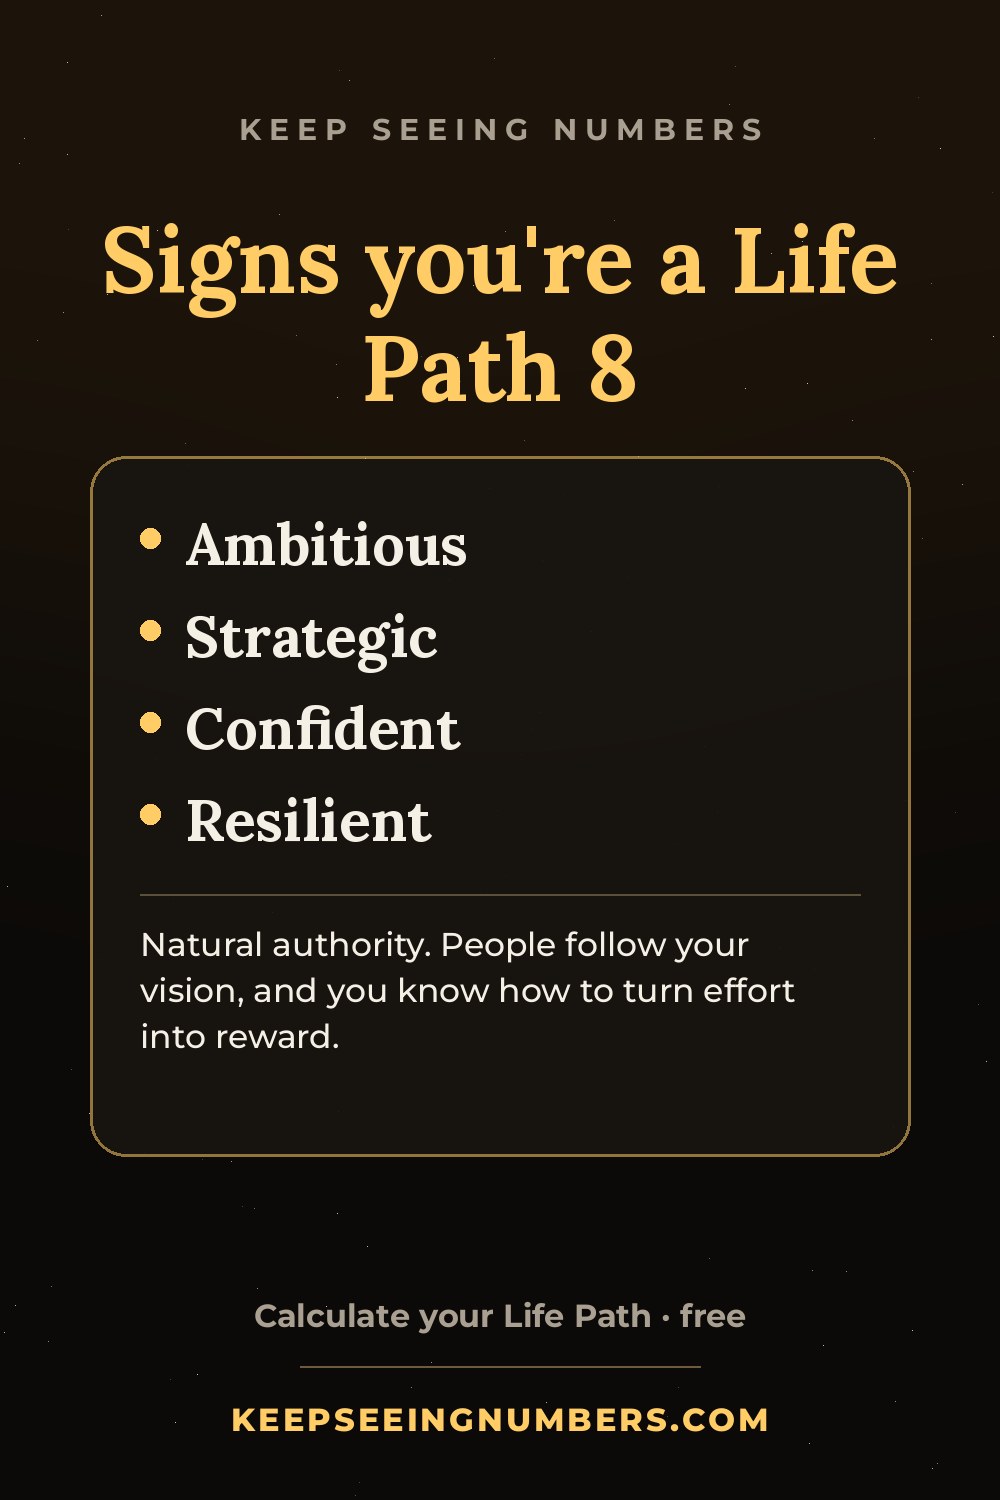 KEEP SEEING NUMBERS
Signs you're a Life
Path 8
Ambitious
Strategic
Confident
Resilient
Natural authority. People follow your
vision, and you know how to turn effort
into reward.
Calculate your Life Path · free
KEEPSEEINGNUMBERS.COM